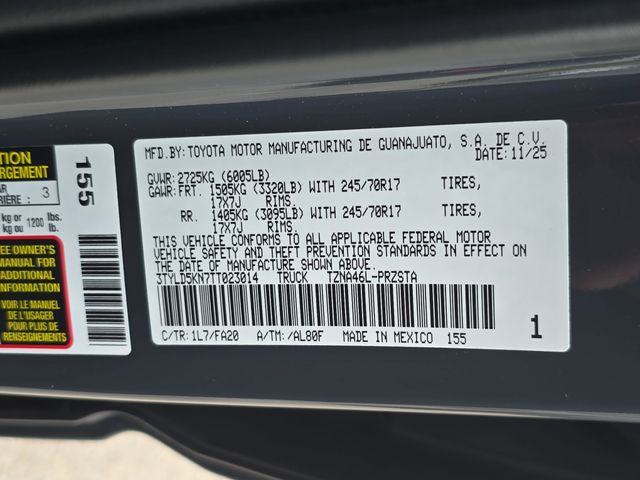 TION
RGEMENT
AR
RIÈRE : 3
kg or 1200 lbs.
kg ou lb.
EE OWNER'S
MANUAL FOR
MORE INFORMATION
VOIR LE MANUEL
DE L'USAGER
POUR PLUS DE
RENSEIGNEMENTS
155
MFD.BY:TOYOTA MOTOR MANUFACTURING DE GUANAJUATO, S.A. DE C.V.
DATE:11/25
GVWR:2725KG (6005LB)
GAWR:FRT. 1505KG (3320LB) WITH 245/70R17 TIRES,
17x7J RIMS.
RR. 1405KG (3095LB) WITH 245/70R17 TIRES,
17x7J RIMS.
THIS VEHICLE CONFORMS TO ALL APPLICABLE FEDERAL MOTOR
VEHICLE SAFETY AND THEFT PREVENTION STANDARDS IN EFFECT ON
THE DATE OF MANUFACTURE SHOWN ABOVE.
3TYLD5KN7TT023014 TRUCK TZNA46L-PRZSTA
C/TR:1L7/FA20 A/TM:/AL80F MADE IN MEXICO 155
1